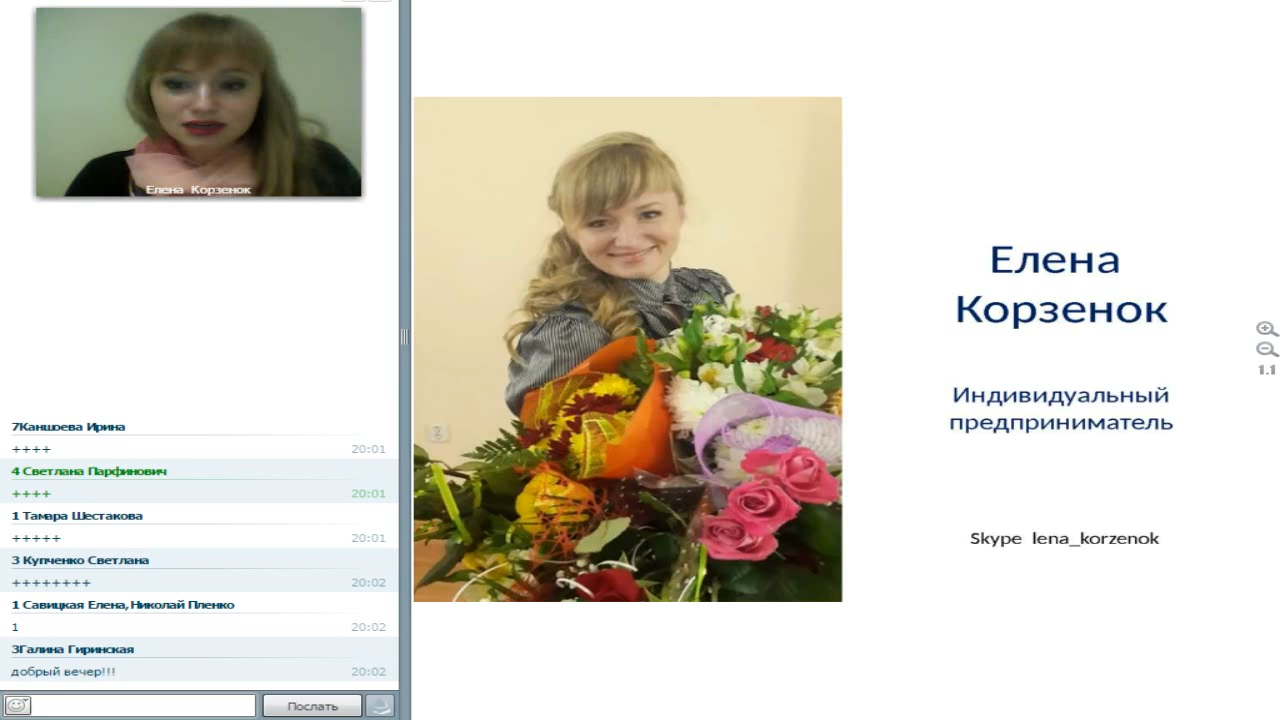 Елена Корзенок
7Каншоева Ирина
++++ 20:01
4 Светлана Парфинович
++++ 20:01
1 Тамара Шестакова
+++++ 20:01
3 Купченко Светлана
++++++++ 20:02
1 Савицкая Елена,Николай Пленко
1 20:02
3Галина Гиринская
добрый вечер!!! 20:02
Послать
Елена
Корзенок
Индивидуальный
предприниматель
Skype lena_korzenok
1.1